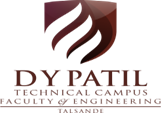 DY PATIL
TECHNICAL CAMPUS
FACULTY of ENGINEERING
TALSANDE